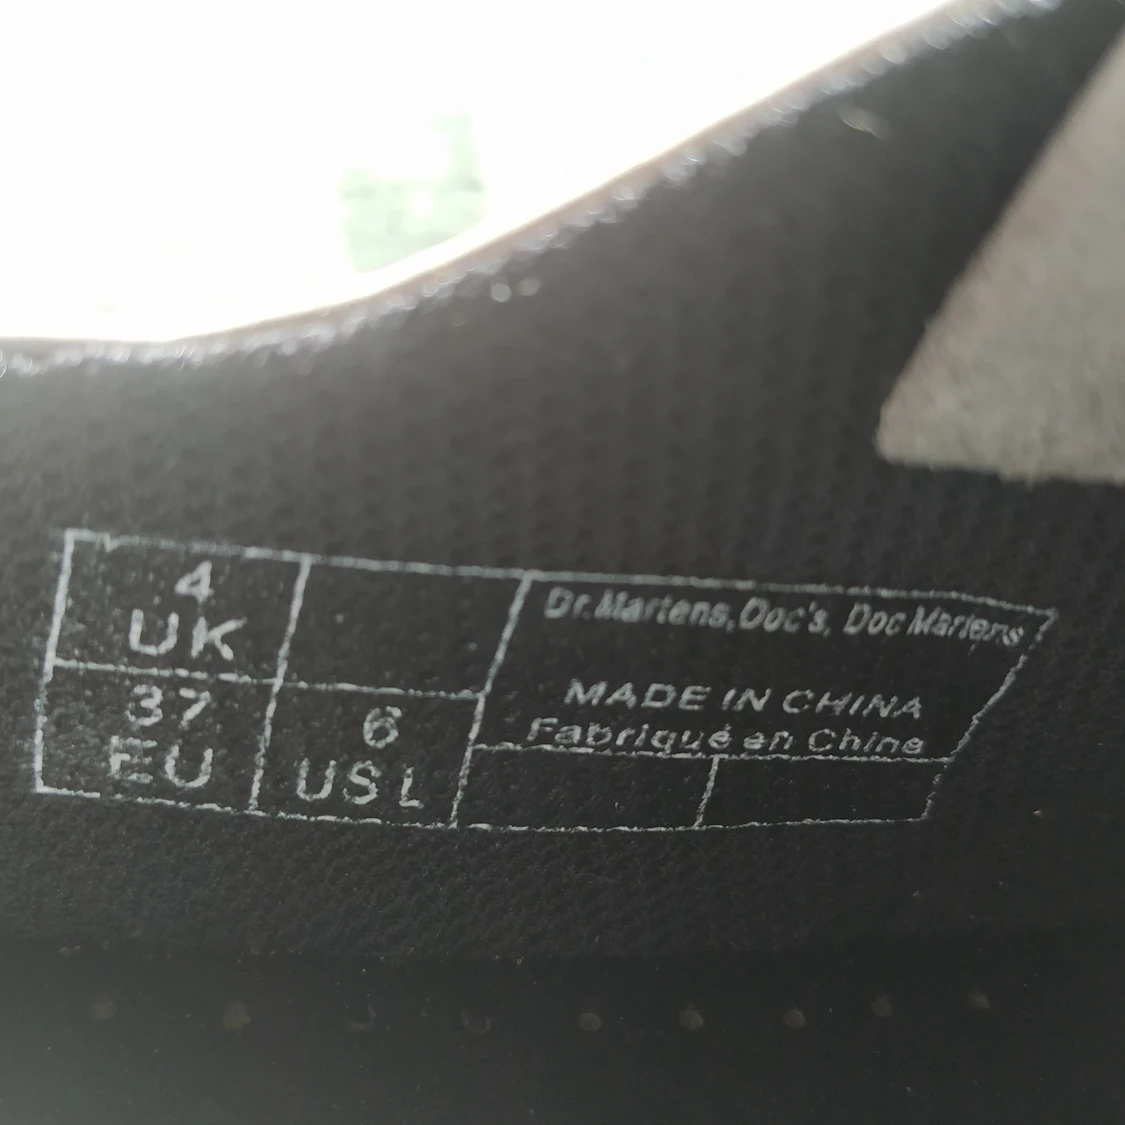 4
UK
37
EU
6
US L
Dr.Martens,Doc's, Doc Martens
MADE IN CHINA
Fabriqué en Chine